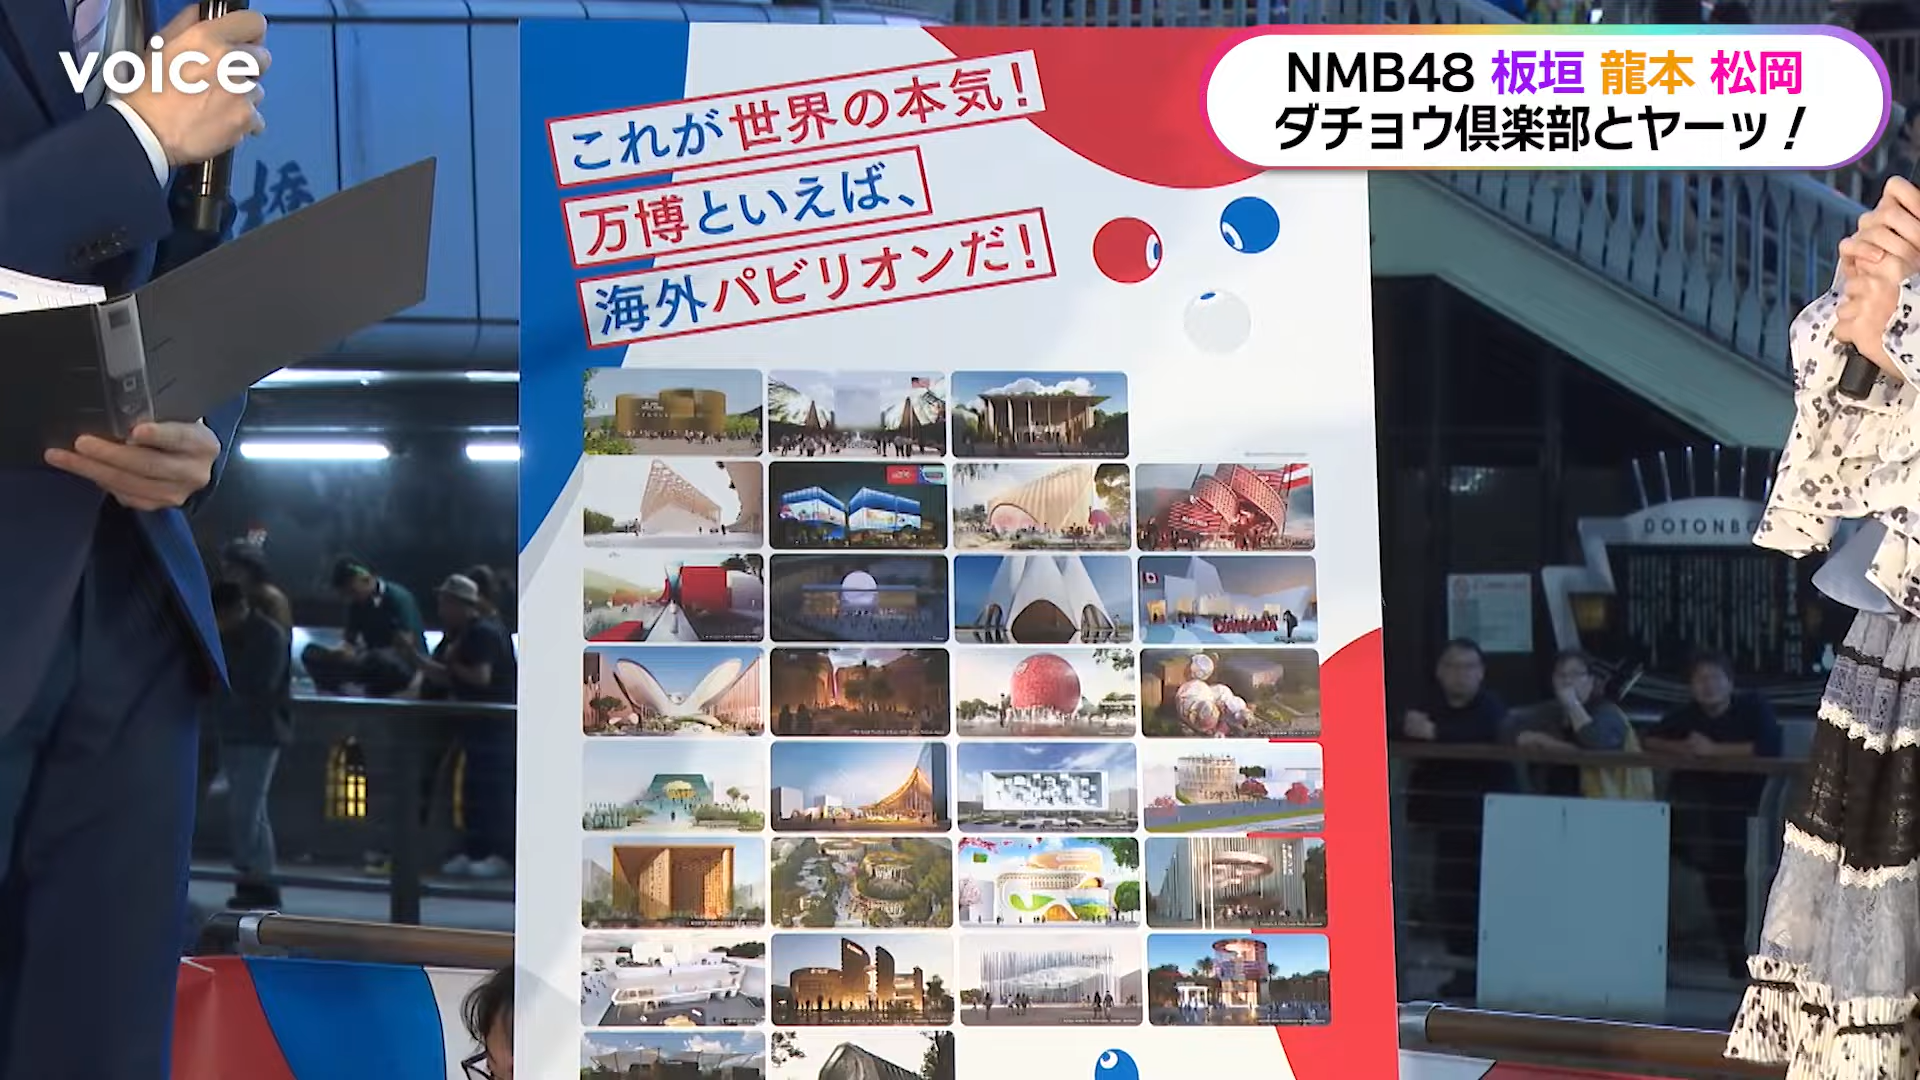 voice
NMB48 板垣 龍本 松岡
ダチョウ倶楽部とヤーッ!
これが世界の本気!
万博といえば、
海外パビリオンだ!
橋
DOTONBO
CANADA